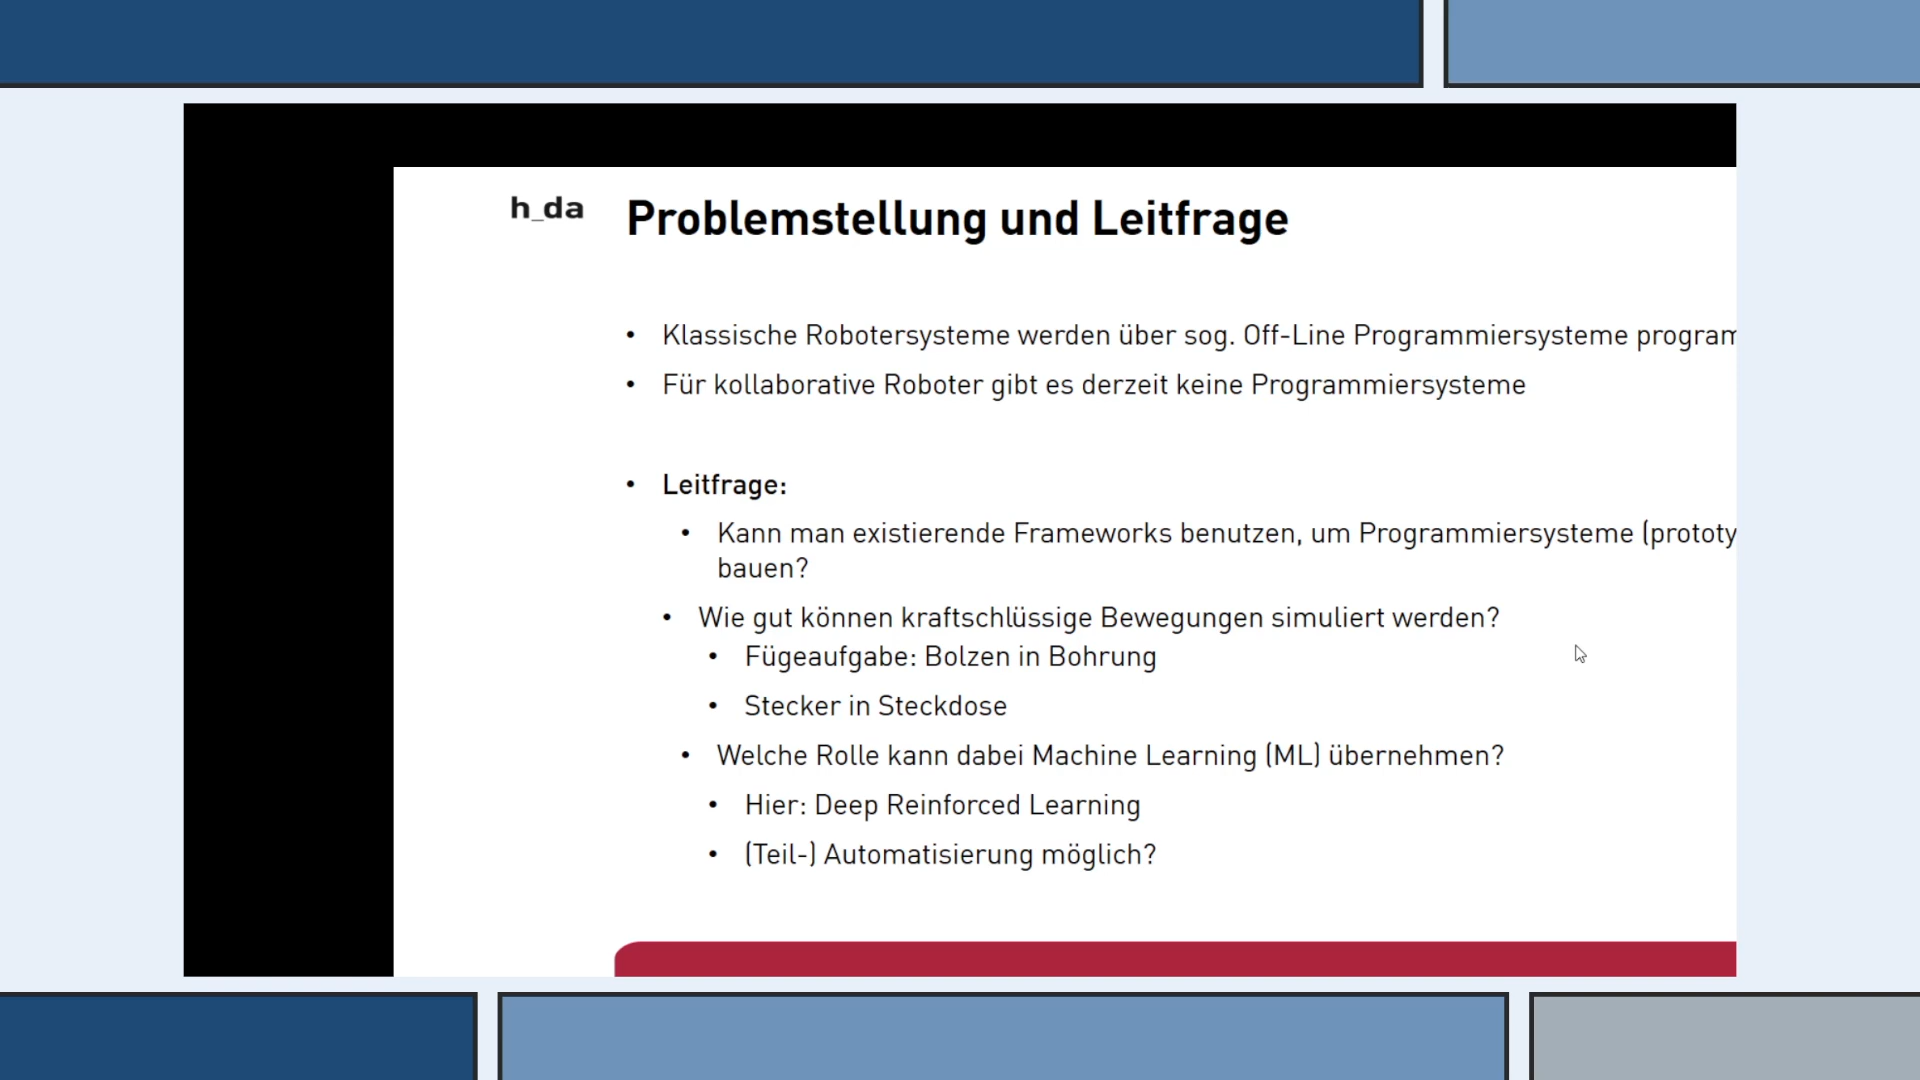 h_da
Problemstellung und Leitfrage
• Klassische Robotersysteme werden über sog. Off-Line Programmiersysteme
• Für kollaborative Roboter gibt es derzeit keine Programmiersysteme
• Leitfrage:
• Kann man existierende Frameworks benutzen, um Programmiersysteme
bauen?
• Wie gut können kraftschlüssige Bewegungen simuliert werden?
• Fügeaufgabe: Bolzen in Bohrung
• Stecker in Steckdose
• Welche Rolle kann dabei Machine Learning (ML) übernehmen?
• Hier: Deep Reinforced Learning
• (Teil-) Automatisierung möglich?